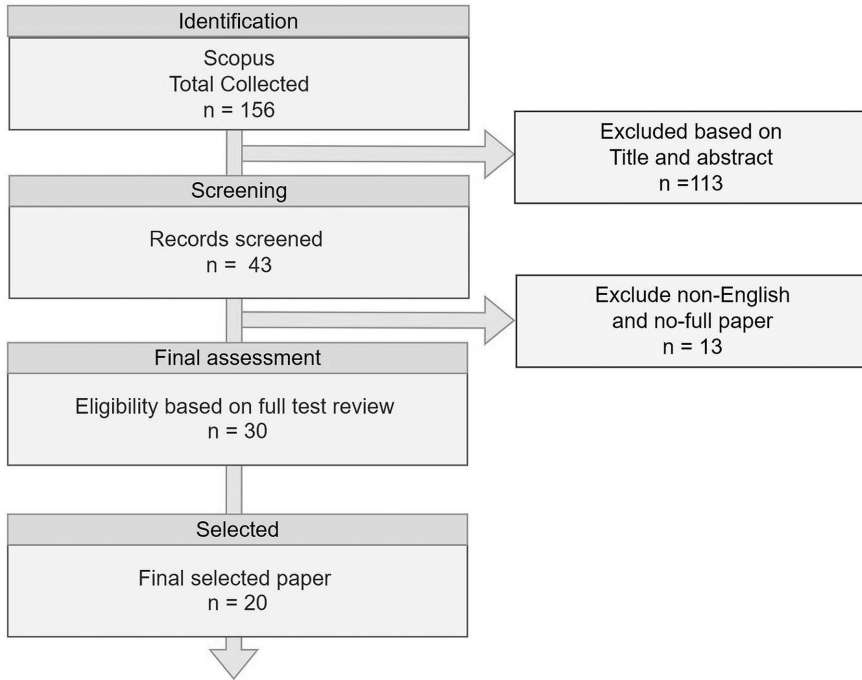 Identification
Scopus
Total Collected
n = 156
Excluded based on
Title and abstract
n =113
Screening
Records screened
n =  43
Exclude non-English
and no-full paper
n = 13
Final assessment
Eligibility based on full test review
n = 30
Selected
Final selected paper
n = 20